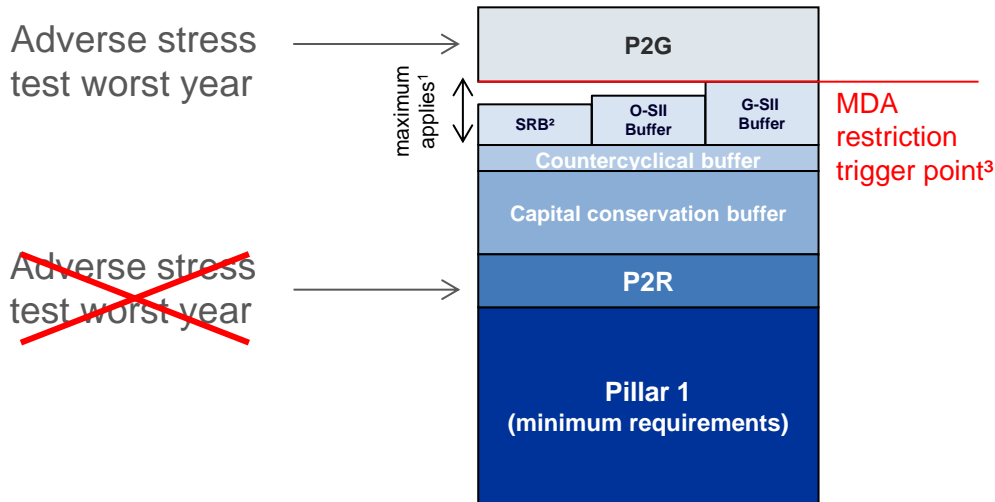 Adverse stress
test worst year
P2G
maximum
applies¹
SRB²
O-SII
Buffer
G-SII
Buffer
MDA
restriction
trigger point³
Countercyclical buffer
Capital conservation buffer
Adverse stress
test worst year
P2R
Pillar 1
(minimum requirements)